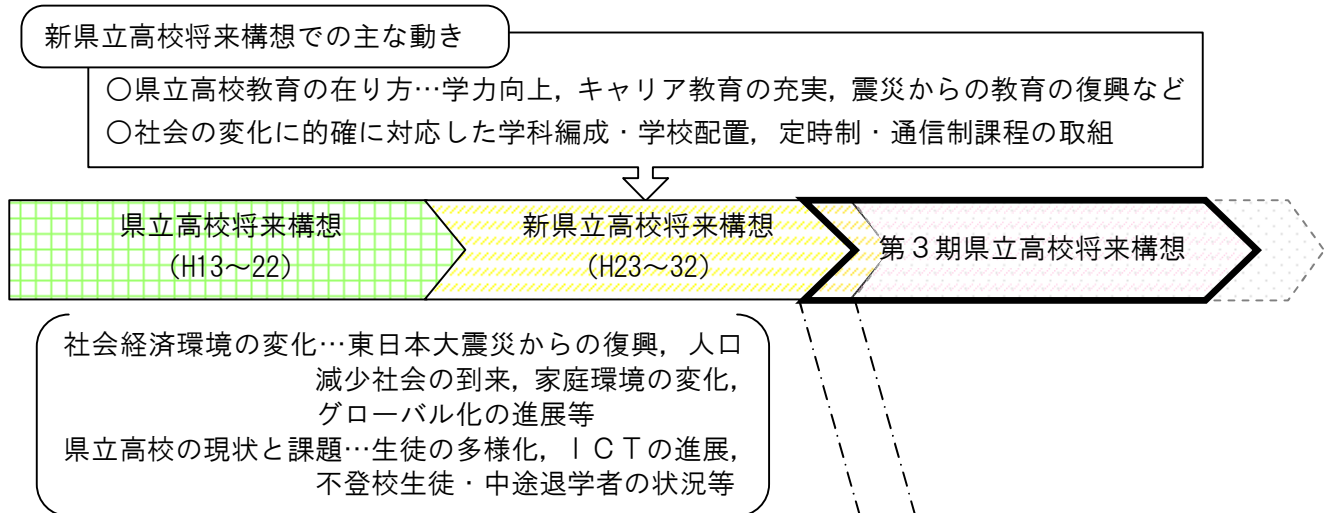 新県立高校将来構想での主な動き
○県立高校教育の在り方…学力向上，キャリア教育の充実，震災からの教育の復興など
○社会の変化に的確に対応した学科編成・学校配置，定時制・通信制課程の取組
県立高校将来構想
（H13～22）
新県立高校将来構想
（H23～32）
第３期県立高校将来構想
社会経済環境の変化…東日本大震災からの復興，人口
減少社会の到来，家庭環境の変化，
グローバル化の進展等
県立高校の現状と課題…生徒の多様化，ＩＣＴの進展，
不登校生徒・中途退学者の状況等